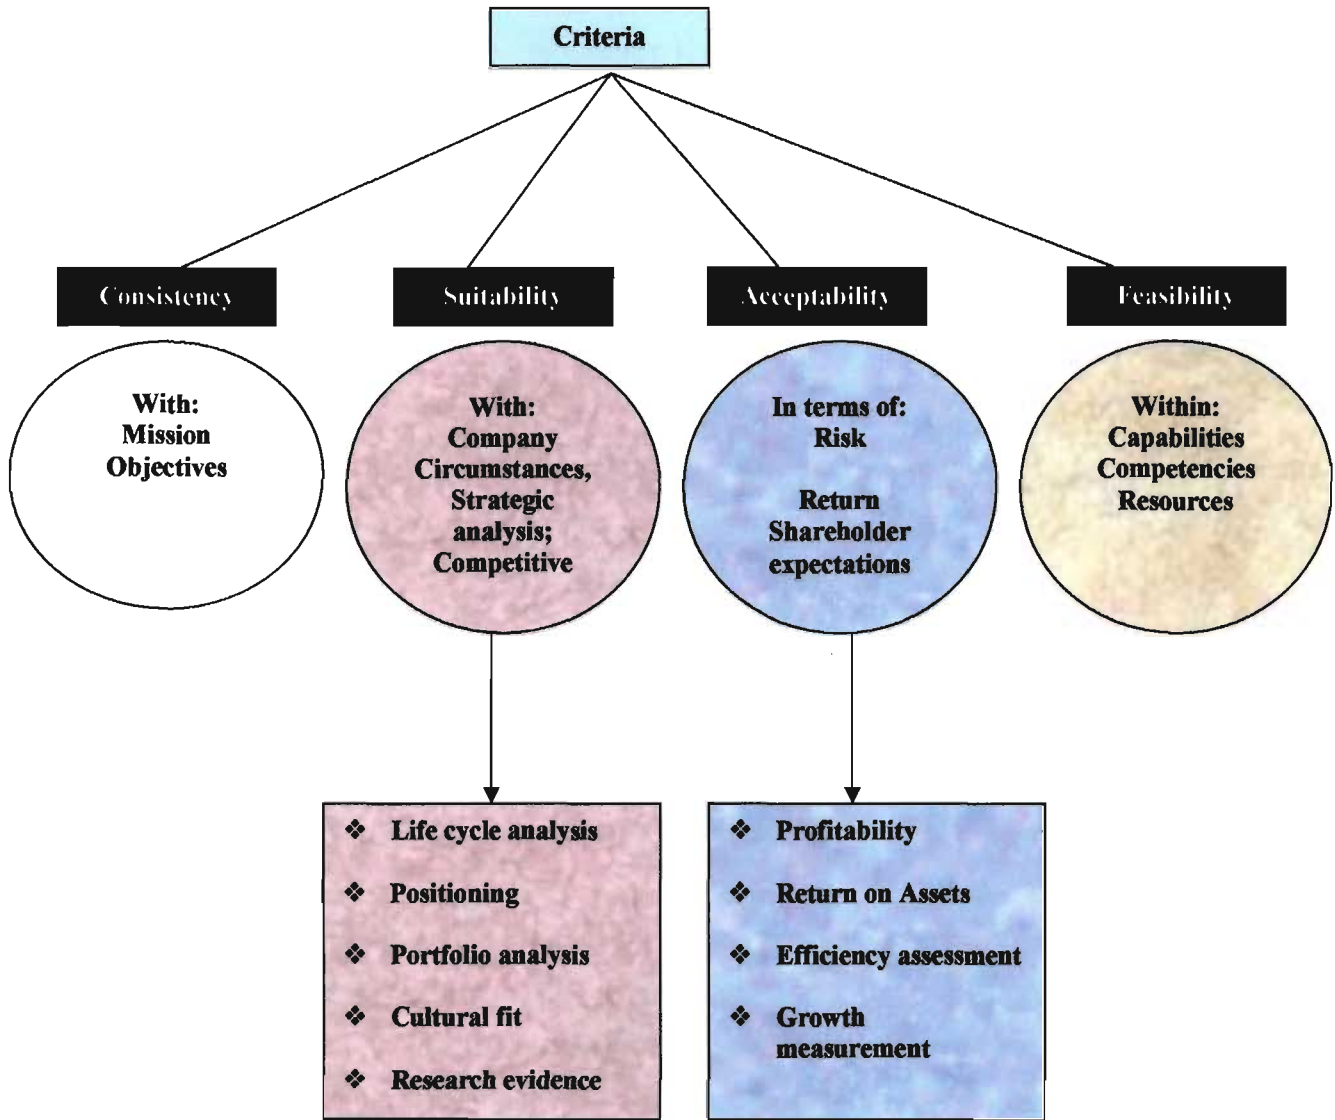 Criteria
Consistency
Suitability
Acceptability
Feasibility
With:
Mission
Objectives
With:
Company
Circumstances,
Strategic
analysis;
Competitive
In terms of:
Risk
Return
Shareholder
expectations
Within:
Capabilities
Competencies
Resources
❖ Life cycle analysis
❖ Positioning
❖ Portfolio analysis
❖ Cultural fit
❖ Research evidence
❖ Profitability
❖ Return on Assets
❖ Efficiency assessment
❖ Growth
measurement